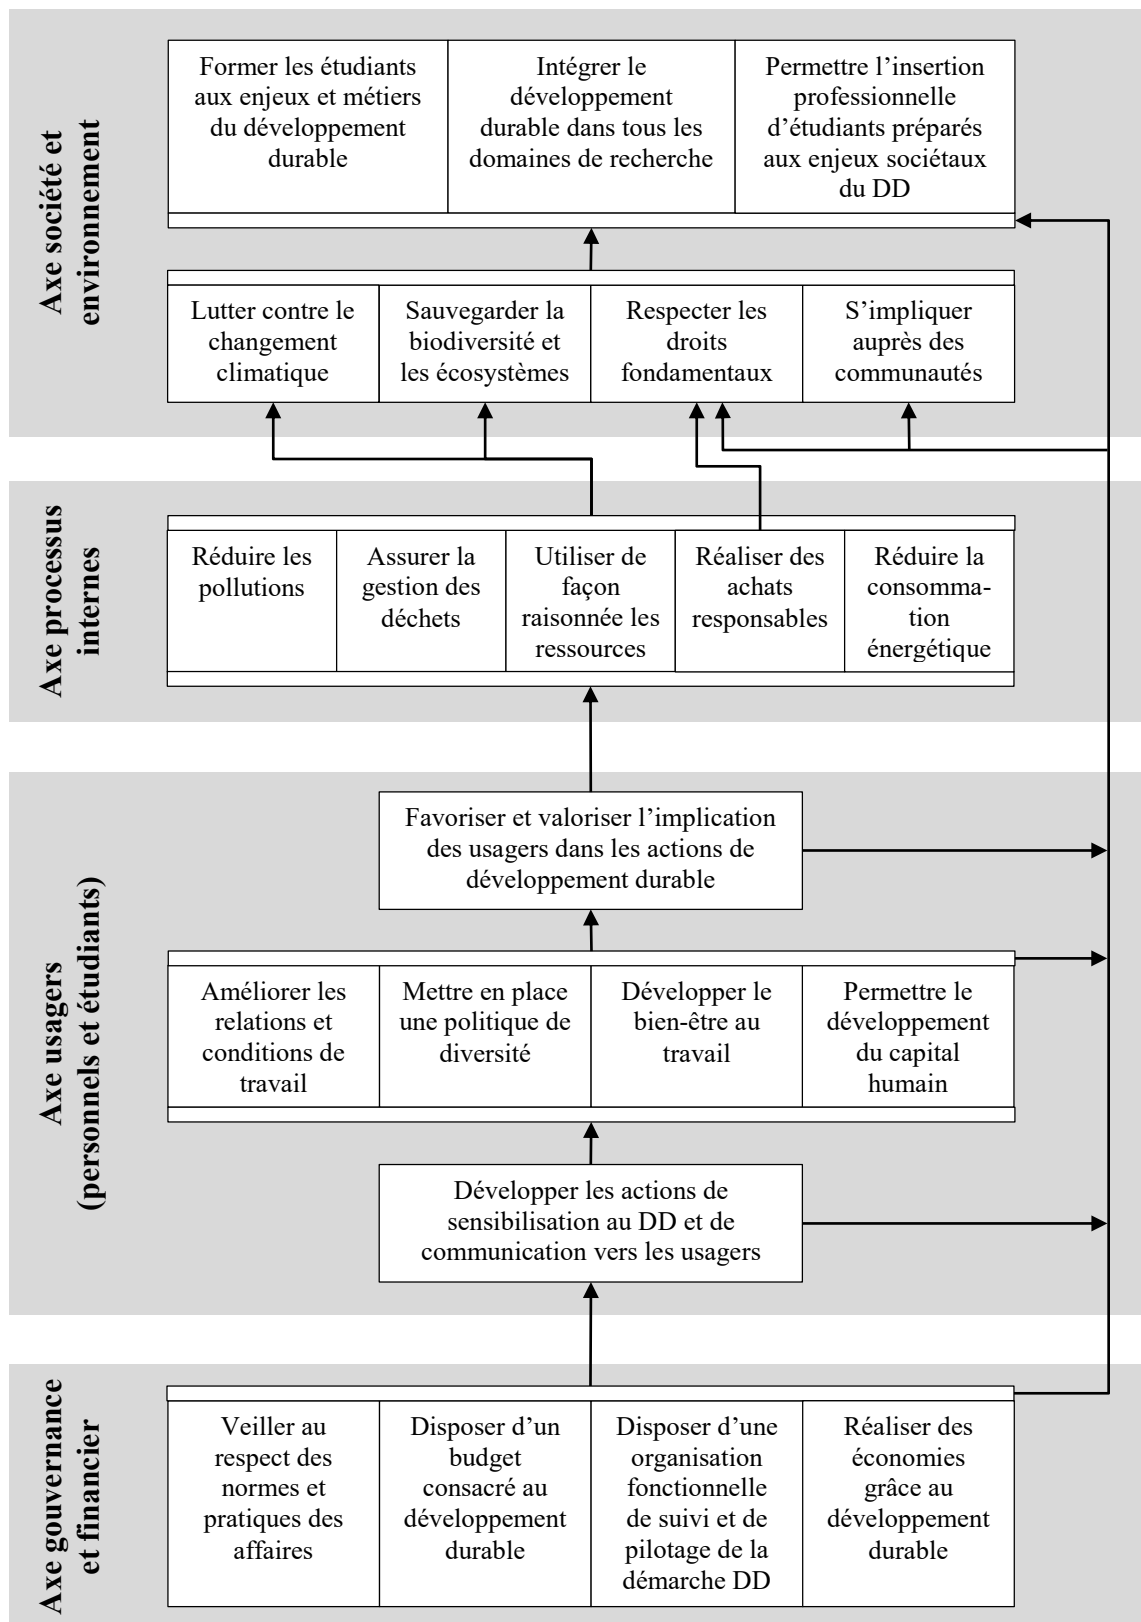 Axe société et
environnement
Former les étudiants
aux enjeux et métiers
du développement
durable
Intégrer le
développement
durable dans tous les
domaines de recherche
Permettre l’insertion
professionnelle
d’étudiants préparés
aux enjeux sociétaux
du DD
Lutter contre le
changement
climatique
Sauvegarder la
biodiversité et
les écosystèmes
Respecter les
droits
fondamentaux
S’impliquer
auprès des
communautés
Axe processus
internes
Réduire les
pollutions
Assurer la
gestion des
déchets
Utiliser de
façon
raisonnée les
ressources
Réaliser des
achats
responsables
Réduire la
consomma-
tion
énergétique
Axe usagers
(personnels et étudiants)
Favoriser et valoriser l’implication
des usagers dans les actions de
développement durable
Améliorer les
relations et
conditions de
travail
Mettre en place
une politique de
diversité
Développer le
bien-être au
travail
Permettre le
développement
du capital
humain
Développer les actions de
sensibilisation au DD et de
communication vers les usagers
Axe gouvernance
et financier
Veiller au
respect des
normes et
pratiques des
affaires
Disposer d’un
budget
consacré au
développement
durable
Disposer d’une
organisation
fonctionnelle
de suivi et de
pilotage de la
démarche DD
Réaliser des
économies
grâce au
développement
durable